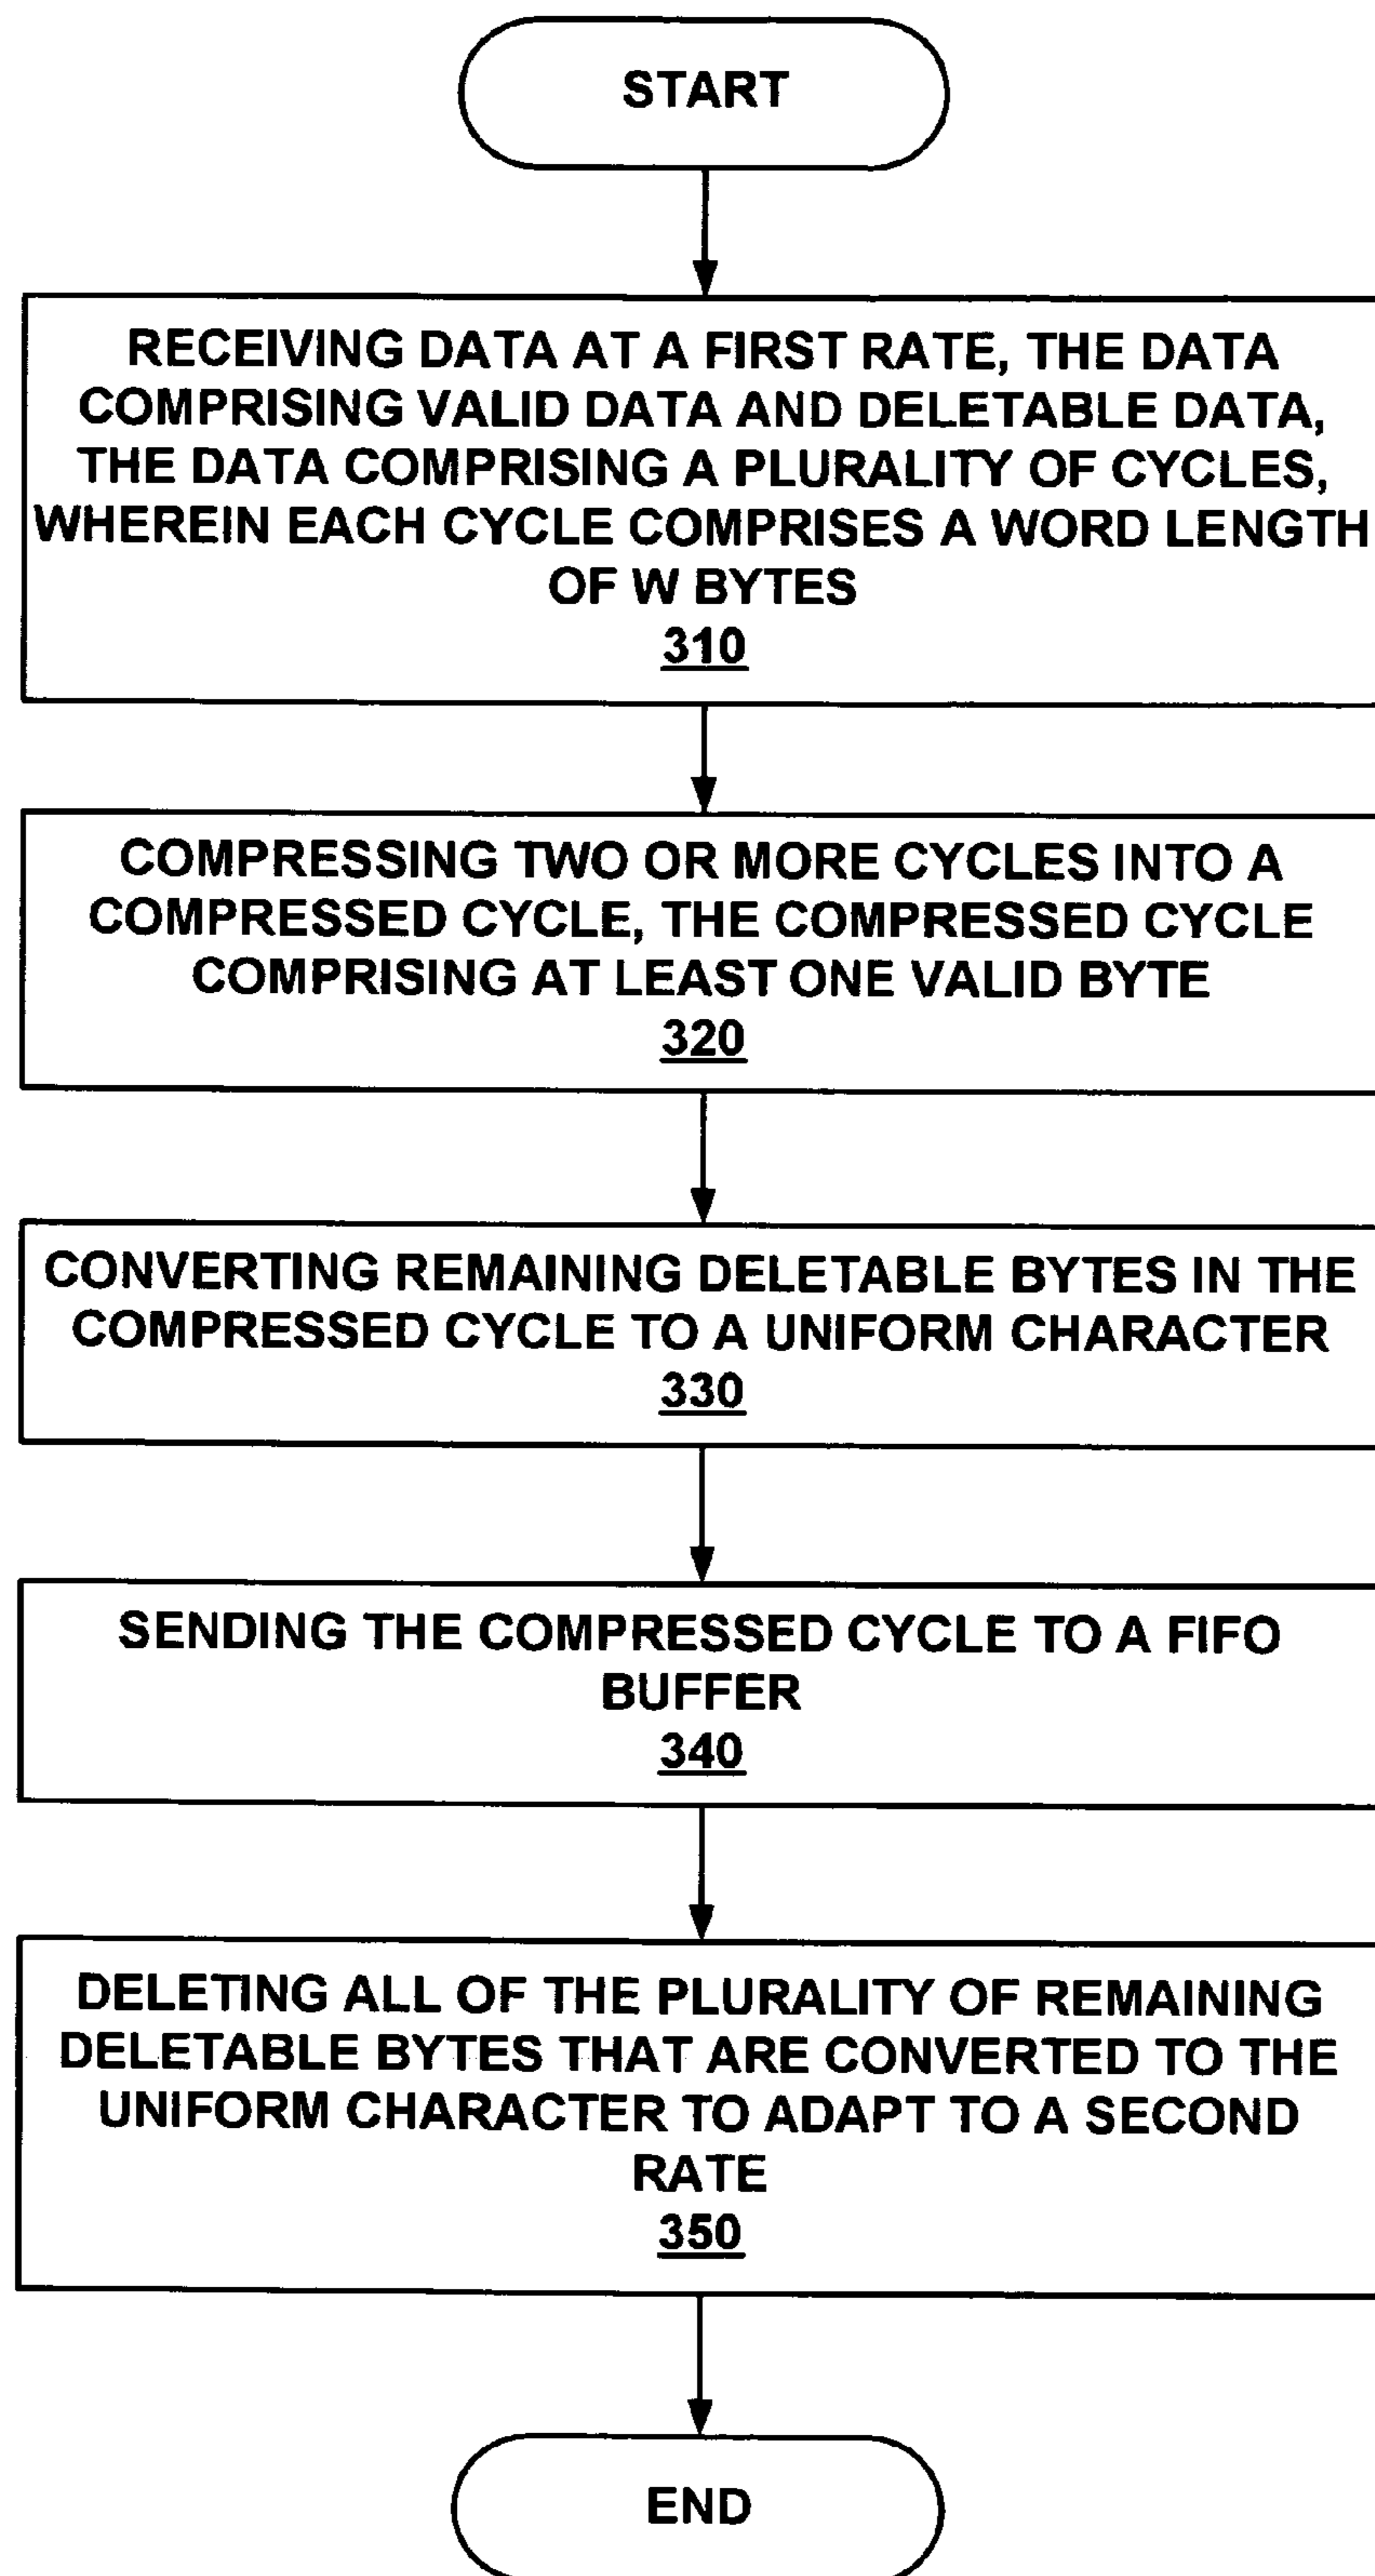 START
RECEIVING DATA AT A FIRST RATE, THE DATA
COMPRISING VALID DATA AND DELETABLE DATA,
THE DATA COMPRISING A PLURALITY OF CYCLES,
WHEREIN EACH CYCLE COMPRISES A WORD LENGTH
OF W BYTES
310
COMPRESSING TWO OR MORE CYCLES INTO A
COMPRESSED CYCLE, THE COMPRESSED CYCLE
COMPRISING AT LEAST ONE VALID BYTE
320
CONVERTING REMAINING DELETABLE BYTES IN THE
COMPRESSED CYCLE TO A UNIFORM CHARACTER
330
SENDING THE COMPRESSED CYCLE TO A FIFO
BUFFER
340
DELETING ALL OF THE PLURALITY OF REMAINING
DELETABLE BYTES THAT ARE CONVERTED TO THE
UNIFORM CHARACTER TO ADAPT TO A SECOND
RATE
350
END